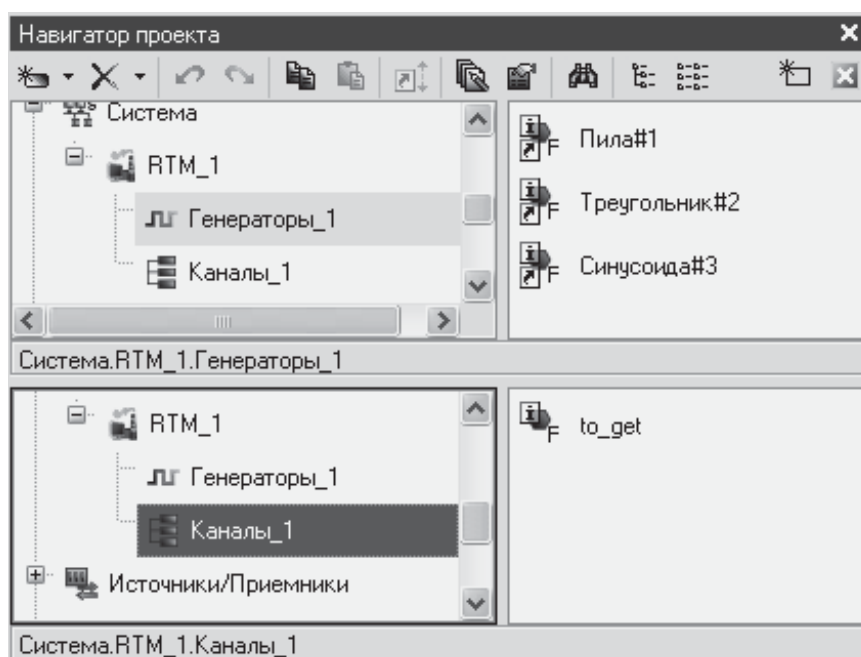 Навигатор проекта
Система
RTM_1
Генераторы_1
Каналы_1
Пила#1
Треугольник#2
Синусоида#3
Система.RTM_1.Генераторы_1
RTM_1
Генераторы_1
Каналы_1
Источники/Приемники
to_get
Система.RTM_1.Каналы_1